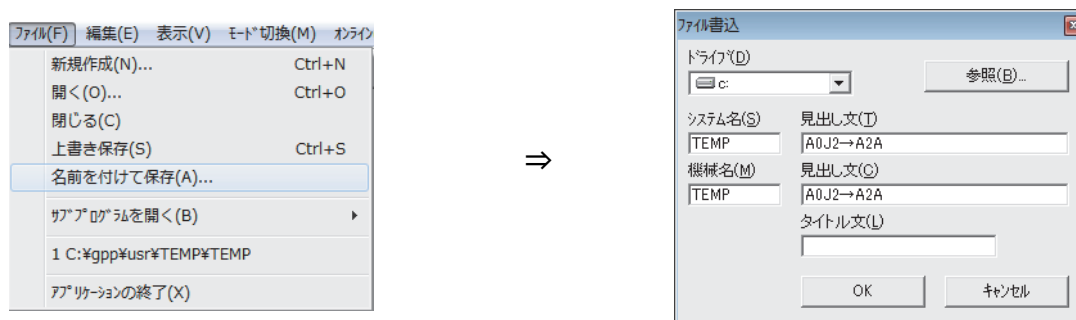 ﾌｧｲﾙ(F) 編集(E) 表示(V) ﾓｰﾄﾞ切換(M) ｵﾝﾗｲﾝ
新規作成(N)... Ctrl+N
開く(O)... Ctrl+O
閉じる(C)
上書き保存(S) Ctrl+S
名前を付けて保存(A)...
ｻﾌﾞﾌﾟﾛｸﾞﾗﾑを開く(B)
1 C:¥gpp¥usr¥TEMP¥TEMP
ｱﾌﾟﾘｹｰｼｮﾝの終了(X)
⇒
ﾌｧｲﾙ書込
ﾄﾞﾗｲﾌﾞ(D)
c:
参照(B)...
ｼｽﾃﾑ名(S) 見出し文(T)
TEMP A0J2→A2A
機械名(M) 見出し文(C)
TEMP A0J2→A2A
タイトル文(L)
OK ｷｬﾝｾﾙ